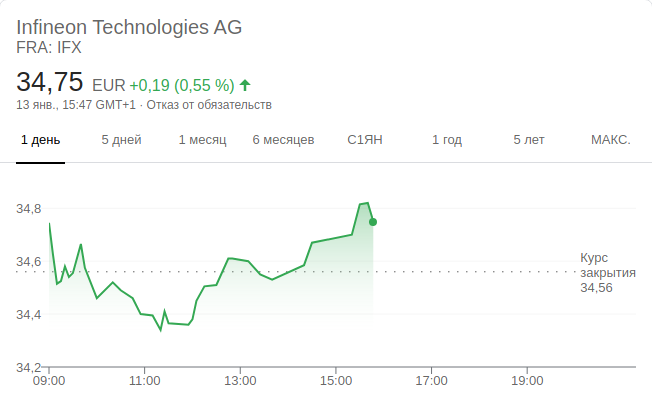 Infineon Technologies AG
FRA: IFX
34,75 EUR +0,19 (0,55 %)
13 янв., 15:47 GMT+1 · Отказ от обязательств
1 день 5 дней 1 месяц 6 месяцев С1ЯН 1 год 5 лет МАКС.
34,8
34,6
34,4
34,2
Курс
закрытия
34,56
09:00 11:00 13:00 15:00 17:00 19:00